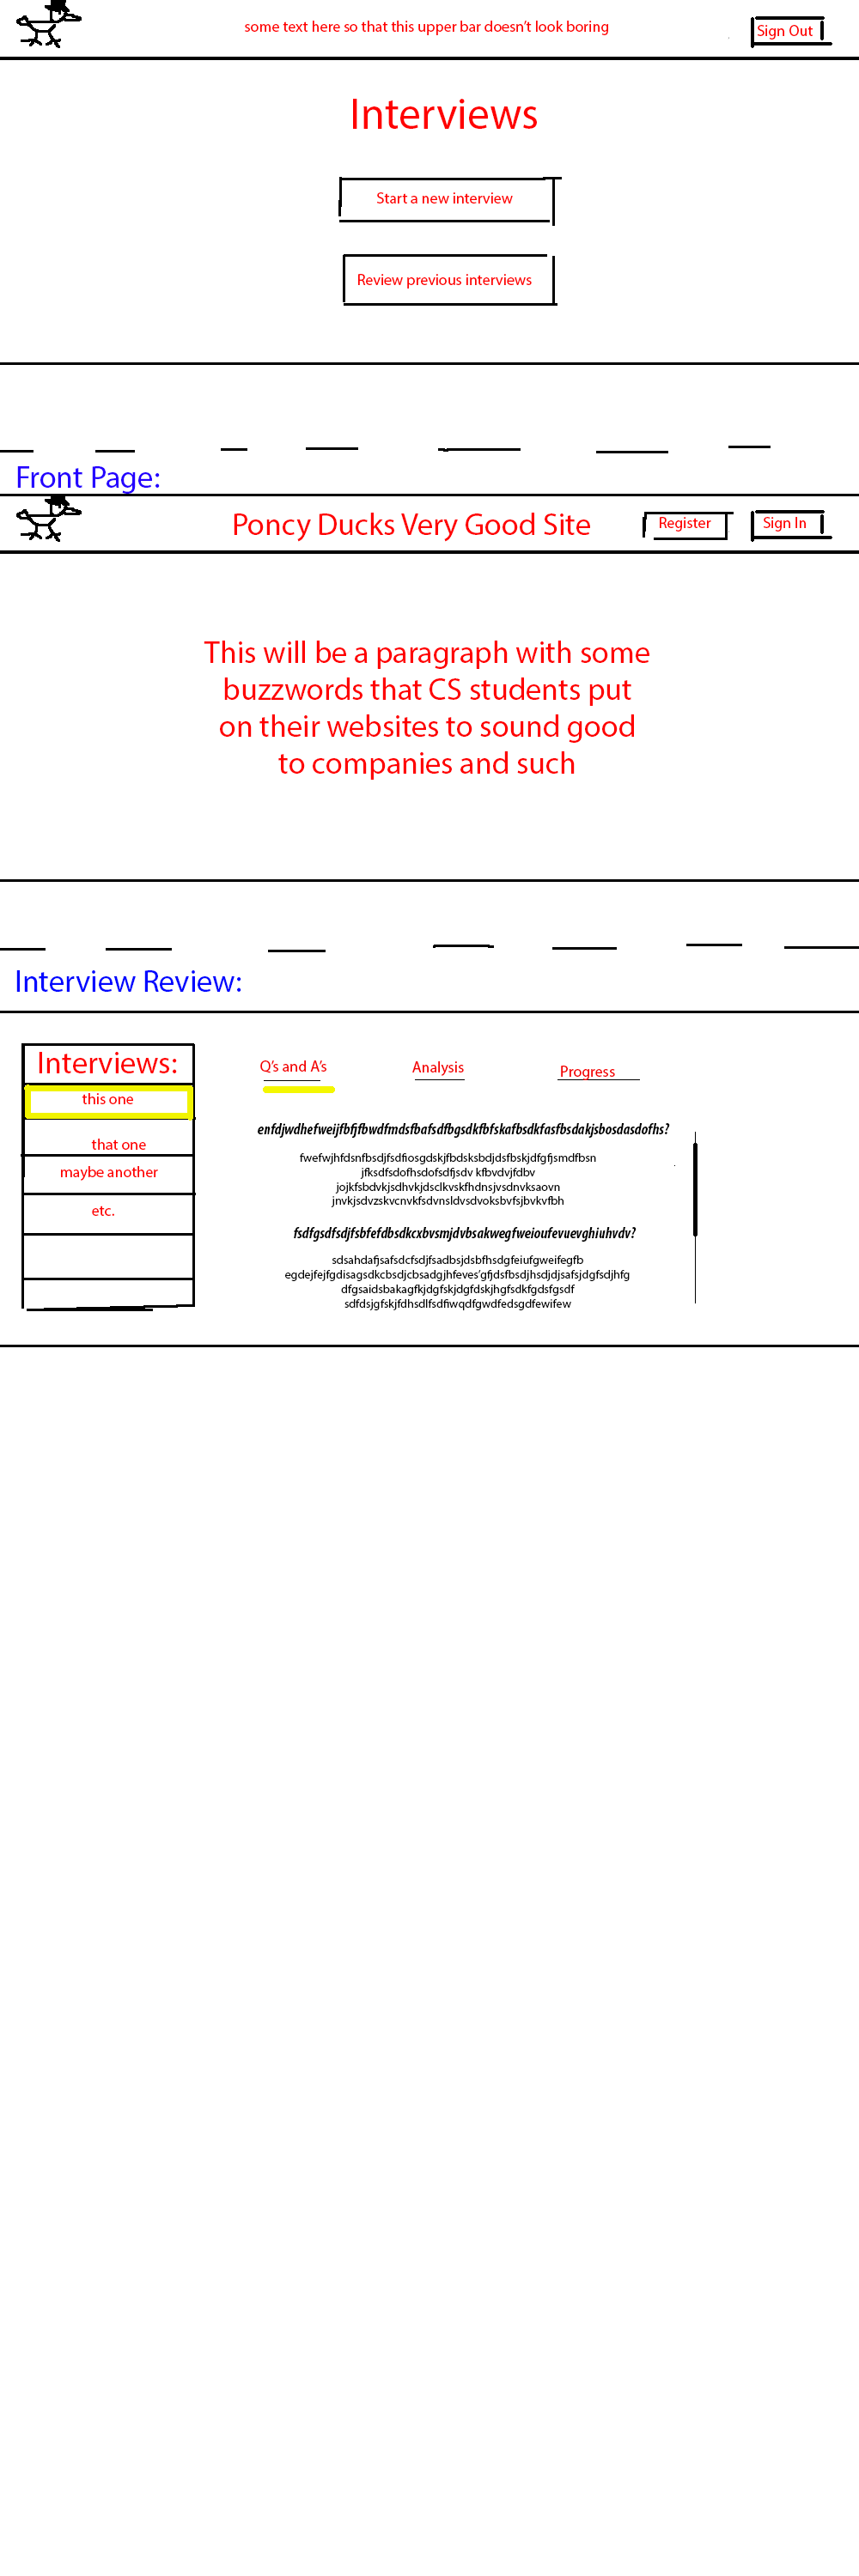 some text here so that this upper bar doesn't look boring
Sign Out
Interviews
Start a new interview
Review previous interviews
Front Page:
Poncy Ducks Very Good Site
Register
Sign In
This will be a paragraph with some
buzzwords that CS students put
on their websites to sound good
to companies and such
Interview Review:
Interviews:
this one
that one
maybe another
etc.
Q's and A's
Analysis
Progress
enfdjwdhefweijfbfjfbwdfmdsfbafsdfbgsdkfbfskafbsdkfasfbsdakjsbosdasdofhs?
fwefwjhfdsnfbsdjfsdfiosgdskjfbdsksbdjdsfbskjdfgfjsmdfbsn
jfksdfsdofhsdofsdfjsdv kfbvdvjfdbv
jojkfsbdvkjsdhvkjdsclkvskfhdnsjvsdnvksaovn
jnvkjsdvzskvcnvkfsdvnsldvsdvoksbvfsjbvkvfbh
fsdfgsdfsdjfsbfefdbsdkcxbvsmjdvbsakwegfweioufevuevghiuhvdv?
sdsahdafjsafsdcfsdjfsadbsjdsbfhsdgfeiufgweifegfb
egdejfejfgdisagsdkcbsdjcbsadgjhfeves'gfjdsfbsdjhsdjdjsafsjdgfsdjhfg
dfgsaidsbakagfkjdgfskjdgfdskjhgfsdkfgdsfgsdf
sdfdsjgfskjfdhsdlfsdfiwqdfgwdfedsgdfewifew